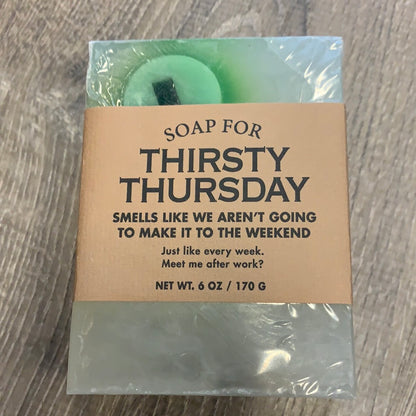 SOAP FOR
THIRSTY
THURSDAY
SMELLS LIKE WE AREN'T GOING
TO MAKE IT TO THE WEEKEND
Just like every week.
Meet me after work?
NET WT. 6 OZ / 170 G